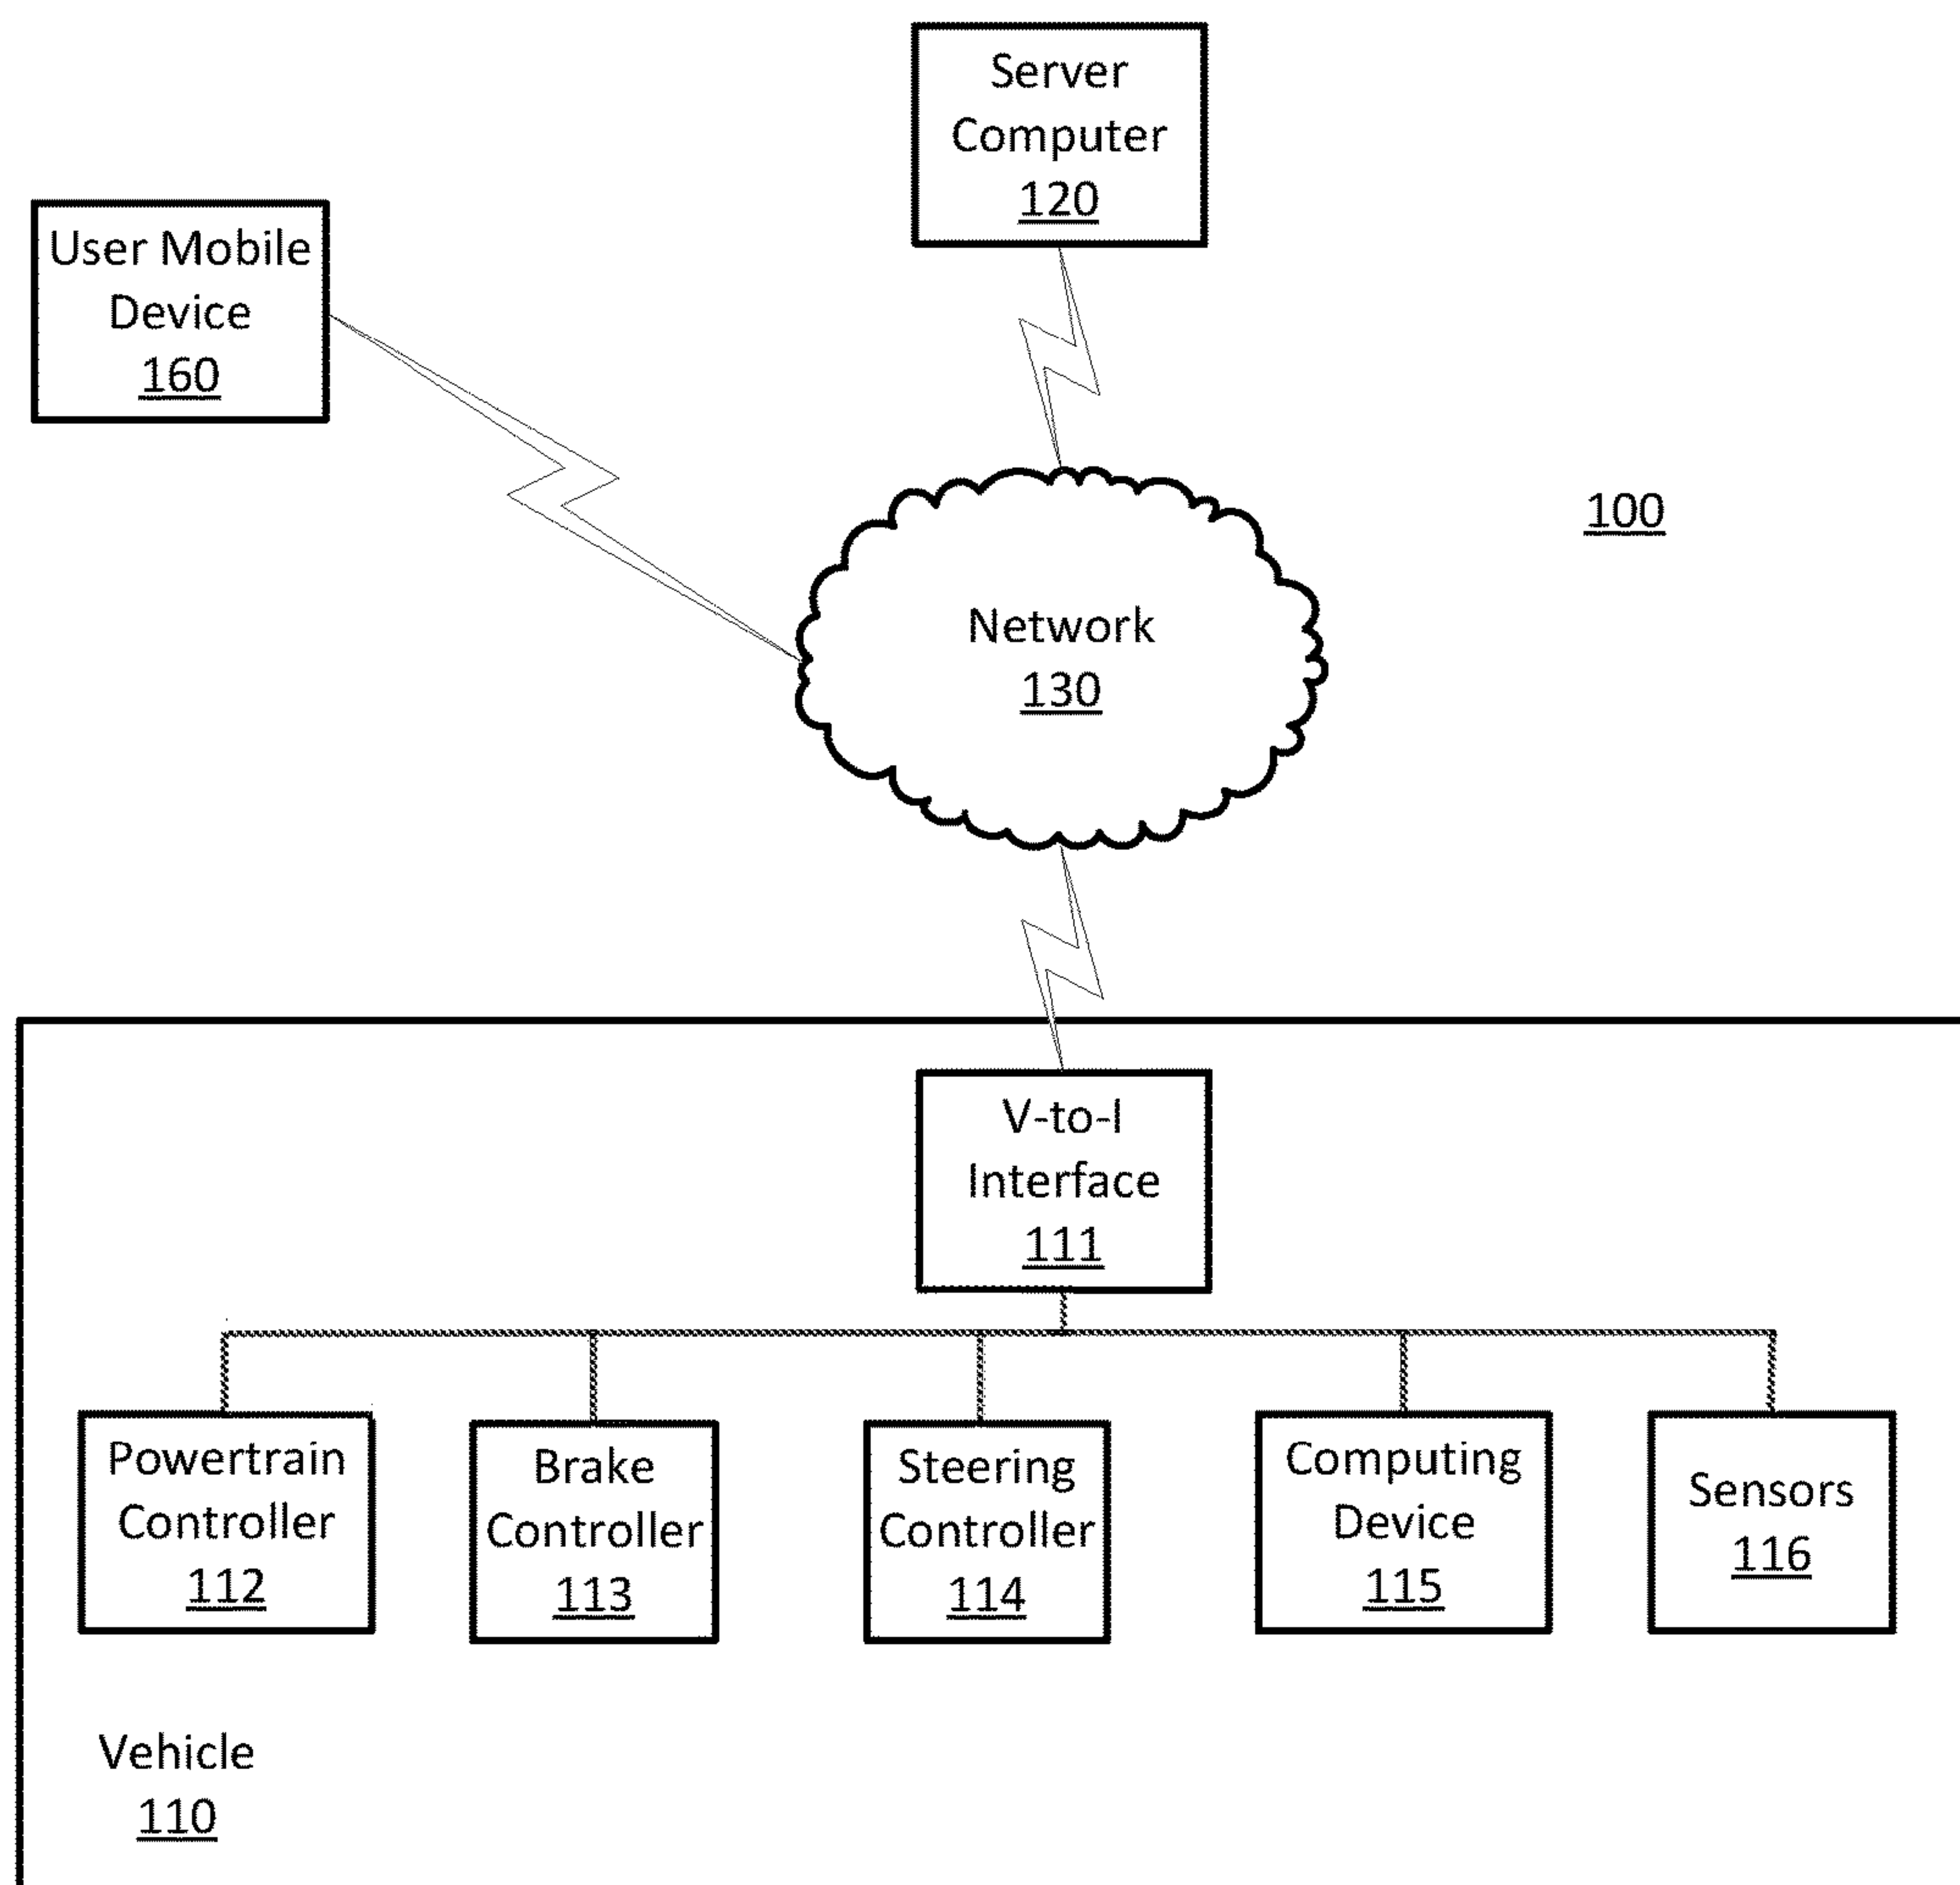 Server
Computer
120
User Mobile
Device
160
100
Network
130
V-to-I
Interface
111
Powertrain
Controller
112
Brake
Controller
113
Steering
Controller
114
Computing
Device
115
Sensors
116
Vehicle
110